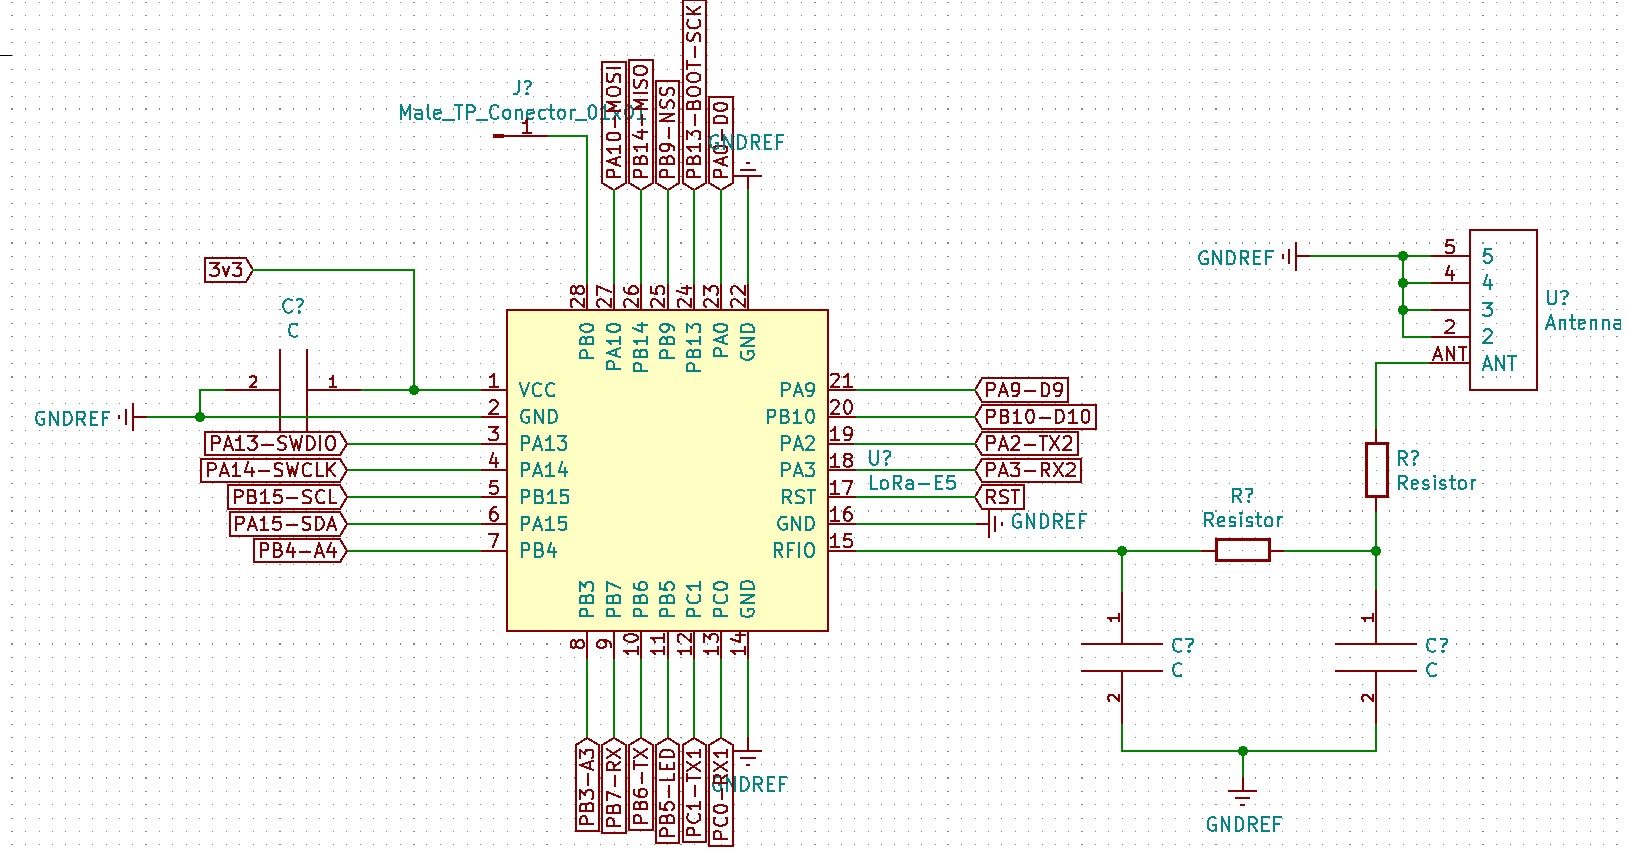 J?
Male_TP_Conector_01x01
1
PA10-MOSI
PB14-MISO
PB9-NSS
PB13-BOOT-SCK
PA0-D0
GNDREF
28
27
26
25
24
23
22
PB0
PA10
PB14
PB9
PB13
PA0
GND
3v3
C?
C
2
1
GNDREF
PA13-SWDIO
PA14-SWCLK
PB15-SCL
PA15-SDA
PB4-A4
1 VCC
2 GND
3 PA13
4 PA14
5 PB15
6 PA15
7 PB4
PA9 21
PB10 20
PA2 19
PA3 18
RST 17
GND 16
RFIO 15
PA9-D9
PB10-D10
PA2-TX2
PA3-RX2
RST
GNDREF
U?
LoRa-E5
PB3
PB7
PB6
PB5
PC1
PC0
GND
8
9
10
11
12
13
14
PB3-A3
PB7-RX
PB6-TX
PB5-LED
PC1-TX1
PC0-RX1
GNDREF
GNDREF
5 5
4 4
3 3
2 2
ANT ANT
U?
Antenna
R?
Resistor
R?
Resistor
1
C?
C
2
1
C?
C
2
GNDREF